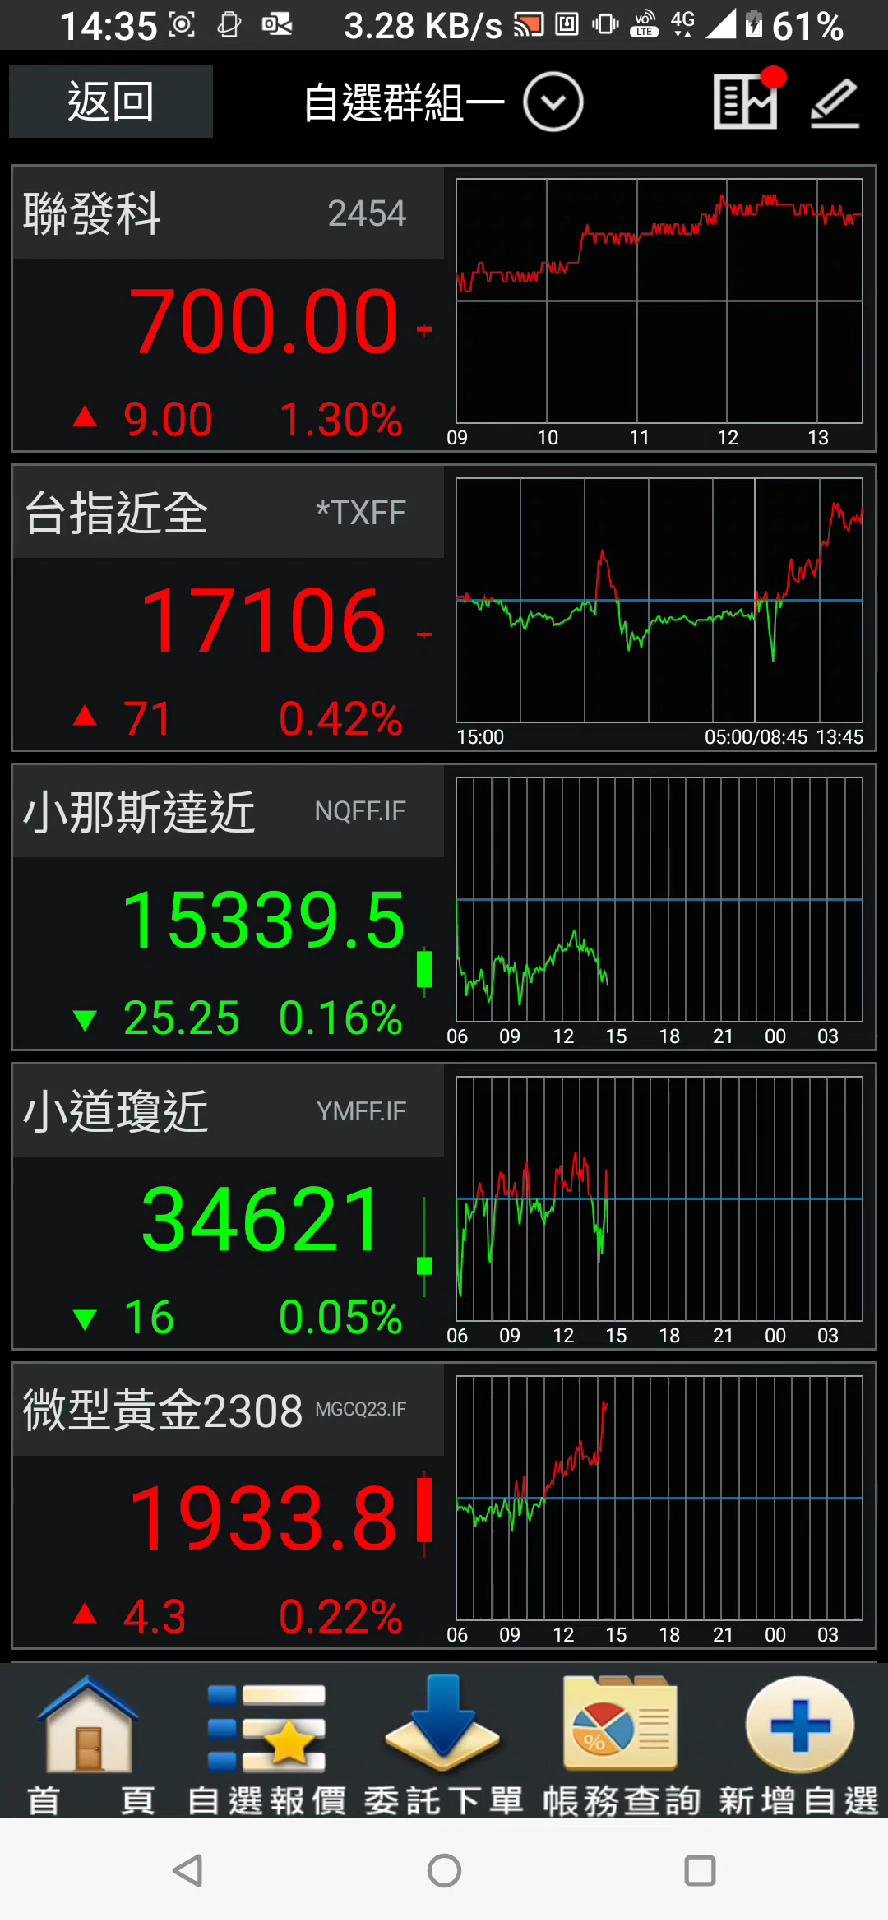 14:35 3.28 KB/s VO LTE 4G 61%
返回 自選群組一
聯發科 2454
700.00
▲ 9.00 1.30%
09 10 11 12 13
台指近全 *TXFF
17106
▲ 71 0.42%
15:00 05:00/08:45 13:45
小那斯達近 NQFF.IF
15339.5
▼ 25.25 0.16%
06 09 12 15 18 21 00 03
小道瓊近 YMFF.IF
34621
▼ 16 0.05%
06 09 12 15 18 21 00 03
微型黃金2308 MGCQ23.IF
1933.8
▲ 4.3 0.22%
06 09 12 15 18 21 00 03
%
首頁 自選報價 委託下單 帳務查詢 新增自選